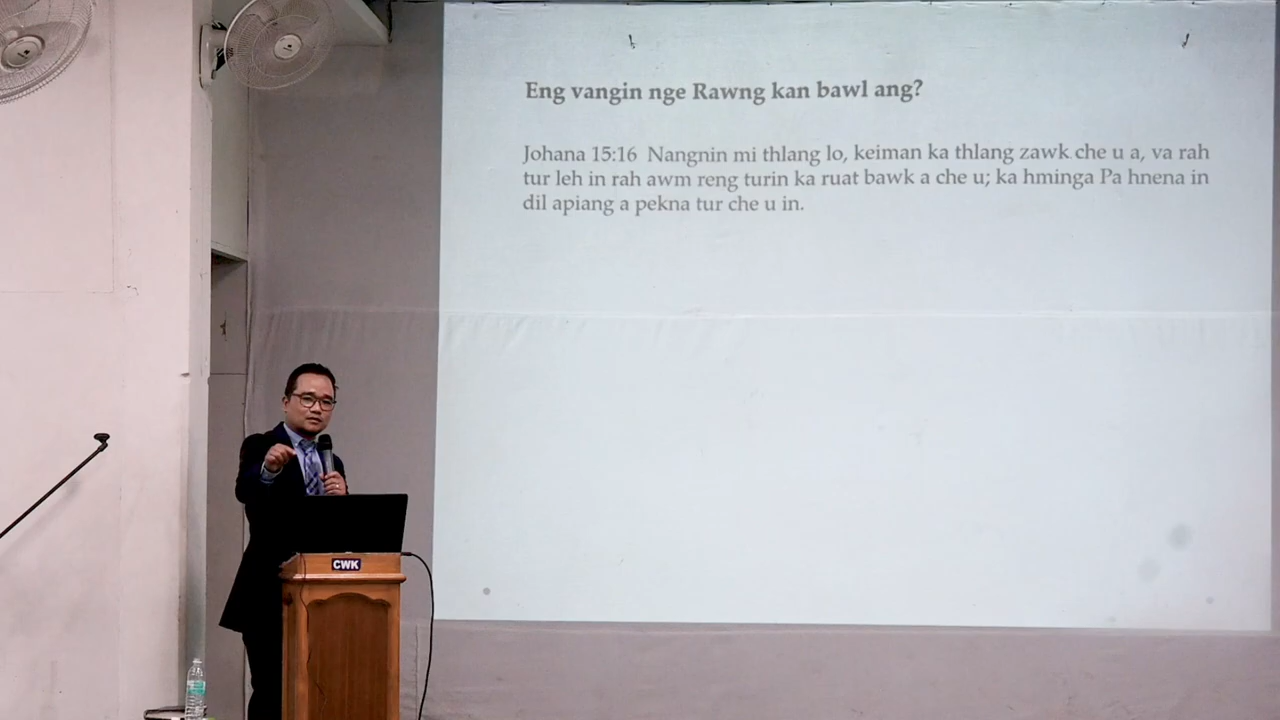 Eng vangin nge Rawng kan bawl ang?
Johana 15:16 Nangnin mi thlang lo, keiman ka thlang zawk che u a, va rah
tur leh in rah awm reng turin ka ruat bawk a che u; ka hminga Pa hnena in
dil apiang a pekna tur che u in.
CWK